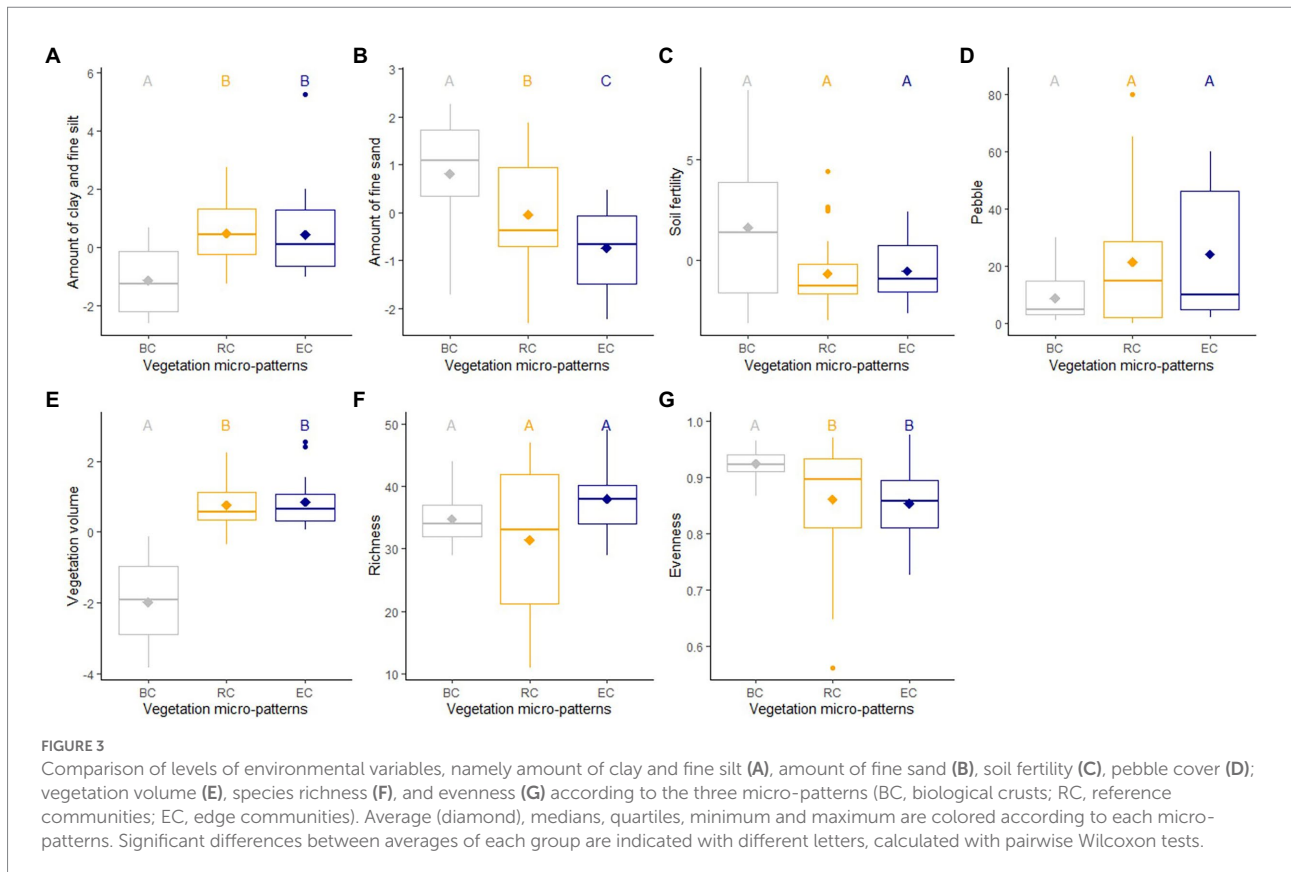 A
B
C
D
Amount of clay and fine silt
6
4
2
0
-2
A
B
B
BC
RC
EC
Vegetation micro-patterns
Amount of fine sand
3
2
1
0
-1
-2
A
B
C
BC
RC
EC
Vegetation micro-patterns
Soil fertility
5
0
A
A
A
BC
RC
EC
Vegetation micro-patterns
Pebble
80
60
40
20
0
A
A
A
BC
RC
EC
Vegetation micro-patterns
E
F
G
Vegetation volume
2
0
-2
-4
A
B
B
BC
RC
EC
Vegetation micro-patterns
Richness
50
40
30
20
10
A
A
A
BC
RC
EC
Vegetation micro-patterns
Evenness
1.0
0.9
0.8
0.7
0.6
A
B
B
BC
RC
EC
Vegetation micro-patterns
FIGURE 3
Comparison of levels of environmental variables, namely amount of clay and fine silt (A), amount of fine sand (B), soil fertility (C), pebble cover (D);
vegetation volume (E), species richness (F), and evenness (G) according to the three micro-patterns (BC, biological crusts; RC, reference
communities; EC, edge communities). Average (diamond), medians, quartiles, minimum and maximum are colored according to each micro-
patterns. Significant differences between averages of each group are indicated with different letters, calculated with pairwise Wilcoxon tests.